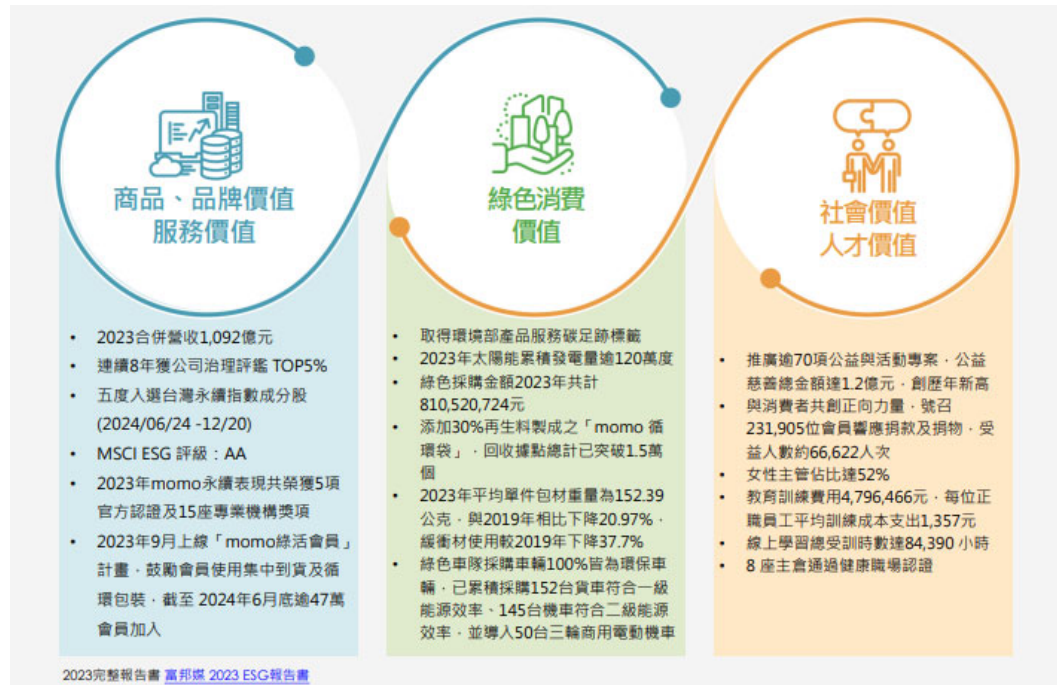 商品、品牌價值
服務價值
• 2023合併營收1,092億元
• 連續8年獲公司治理評鑑 TOP5%
• 五度入選台灣永續指數成分股
(2024/06/24 -12/20)
• MSCI ESG 評級：AA
• 2023年momo永續表現共榮獲5項
官方認證及15座專業機構獎項
• 2023年9月上線「momo綠活會員」
計畫，鼓勵會員使用集中到貨及循
環包裝，截至 2024年6月底逾47萬
會員加入
綠色消費
價值
• 取得環境部產品服務碳足跡標籤
• 2023年太陽能累積發電量逾120萬度
• 綠色採購金額2023年共計
810,520,724元
• 添加30%再生料製成之「momo 循
環袋」，回收據點總計已突破1.5萬
個
• 2023年平均單件包材重量為152.39
公克，與2019年相比下降20.97%，
緩衝材使用較2019年下降37.7%
• 綠色車隊採購車輛100%皆為環保車
輛，已累積採購152台貨車符合一級
能源效率、145台機車符合二級能源
效率，並導入50台三輪商用電動機車
社會價值
人才價值
• 推廣逾70項公益與活動專案，公益
慈善總金額達1.2億元，創歷年新高
• 與消費者共創正向力量，號召
231,905位會員響應捐款及捐物，受
益人數約66,622人次
• 女性主管佔比達52%
• 教育訓練費用4,796,466元，每位正
職員工平均訓練成本支出1,357元
• 線上學習總受訓時數達84,390 小時
• 8 座主倉通過健康職場認證
2023完整報告書 富邦媒 2023 ESG報告書